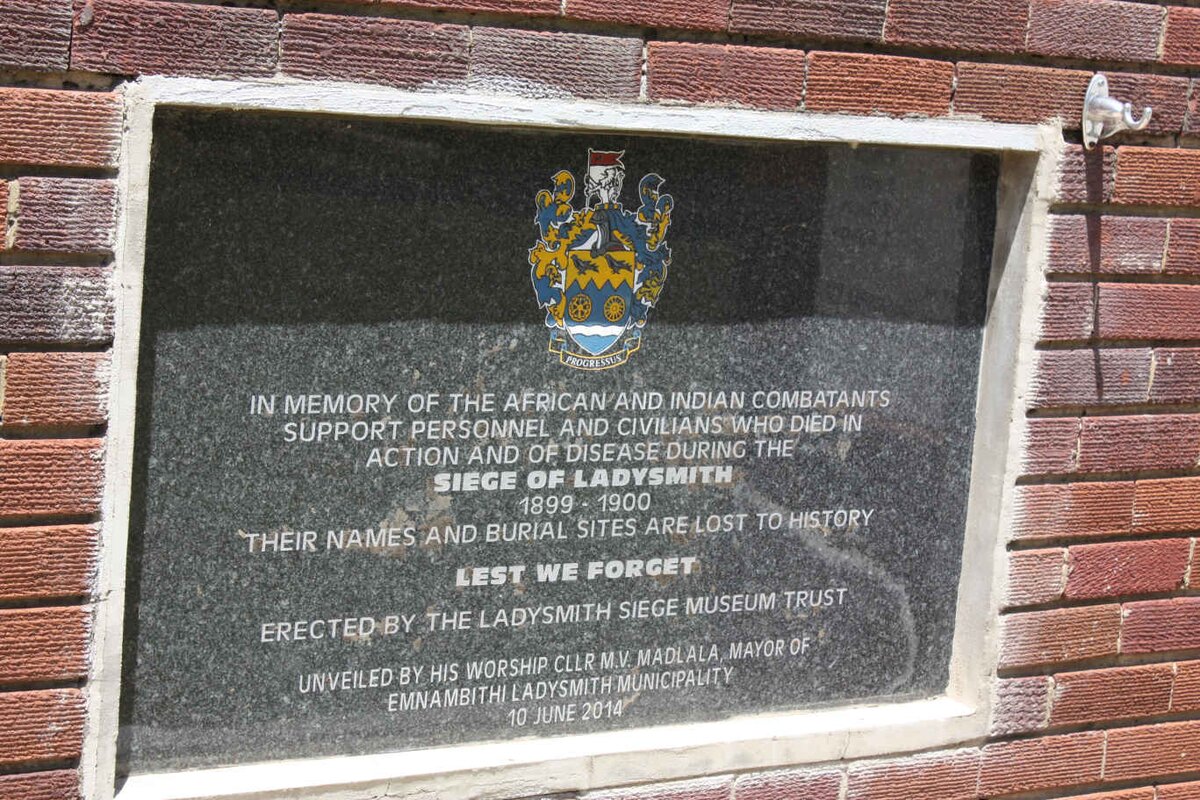 PROGRESSUS
IN MEMORY OF THE AFRICAN AND INDIAN COMBATANTS
SUPPORT PERSONNEL AND CIVILIANS WHO DIED IN
ACTION AND OF DISEASE DURING THE
SIEGE OF LADYSMITH
1899 - 1900
THEIR NAMES AND BURIAL SITES ARE LOST TO HISTORY
LEST WE FORGET
ERECTED BY THE LADYSMITH SIEGE MUSEUM TRUST
UNVEILED BY HIS WORSHIP CLLR M.V. MADLALA, MAYOR OF
EMNAMBITHI LADYSMITH MUNICIPALITY
10 JUNE 2014